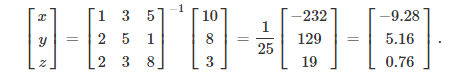 [x y z] = [1 3 5; 2 5 1; 2 3 8]^{-1} [10 8 3] = 1/25 [-232 129 19] = [-9.28 5.16 0.76].